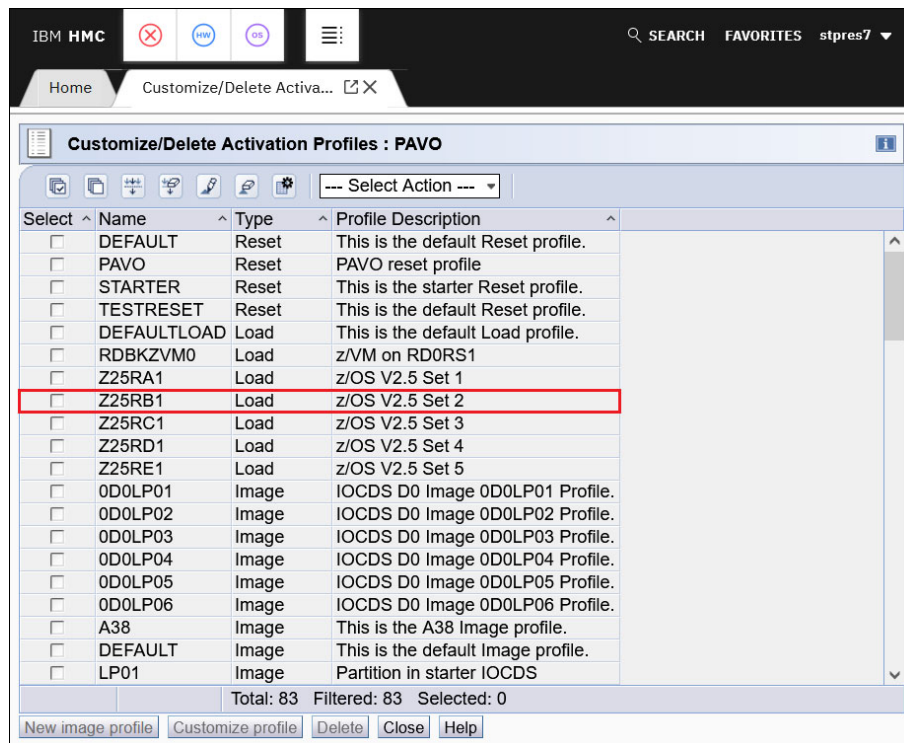 IBM HMC HW OS SEARCH FAVORITES stpres7
Home Customize/Delete Activa...
Customize/Delete Activation Profiles : PAVO
--- Select Action ---
Select Name Type Profile Description
DEFAULT Reset This is the default Reset profile.
PAVO Reset PAVO reset profile
STARTER Reset This is the starter Reset profile.
TESTRESET Reset This is the default Reset profile.
DEFAULTLOAD Load This is the default Load profile.
RDBKZVM0 Load z/VM on RD0RS1
Z25RA1 Load z/OS V2.5 Set 1
Z25RB1 Load z/OS V2.5 Set 2
Z25RC1 Load z/OS V2.5 Set 3
Z25RD1 Load z/OS V2.5 Set 4
Z25RE1 Load z/OS V2.5 Set 5
0D0LP01 Image IOCDS D0 Image 0D0LP01 Profile.
0D0LP02 Image IOCDS D0 Image 0D0LP02 Profile.
0D0LP03 Image IOCDS D0 Image 0D0LP03 Profile.
0D0LP04 Image IOCDS D0 Image 0D0LP04 Profile.
0D0LP05 Image IOCDS D0 Image 0D0LP05 Profile.
0D0LP06 Image IOCDS D0 Image 0D0LP06 Profile.
A38 Image This is the A38 Image profile.
DEFAULT Image This is the default Image profile.
LP01 Image Partition in starter IOCDS
Total: 83 Filtered: 83 Selected: 0
New image profile Customize profile Delete Close Help